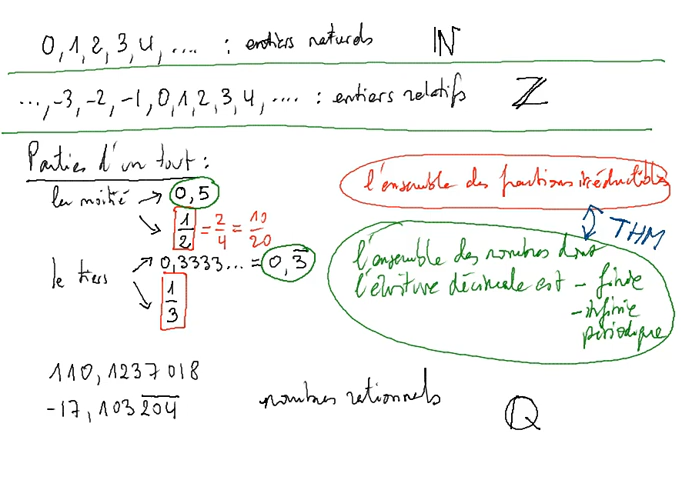 0, 1, 2, 3, 4, .... : entiers naturels ℕ
..., -3, -2, -1, 0, 1, 2, 3, 4, .... : entiers relatifs ℤ
Parties d'un tout :
la moitié → 0,5
→ 1/2 = 2/4 = 10/20
le tiers → 0,3333... = 0,3̅
→ 1/3
l'ensemble des fractions irréductibles
THM
l'ensemble des nombres dont
l'écriture décimale est - finie
- infinie
périodique
110,1237018
-17,1032̅0̅4̅
nombres rationnels ℚ